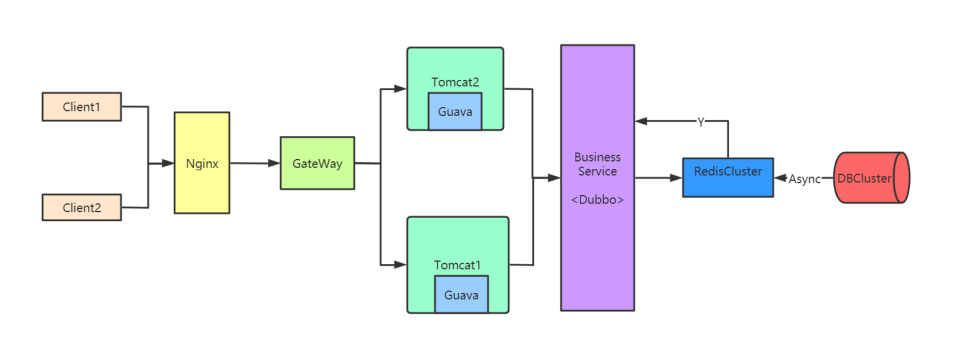 Client1
Client2
Nginx
GateWay
Tomcat2
Guava
Tomcat1
Guava
Business
Service
<Dubbo>
Y
RedisCluster
Async
DBCluster